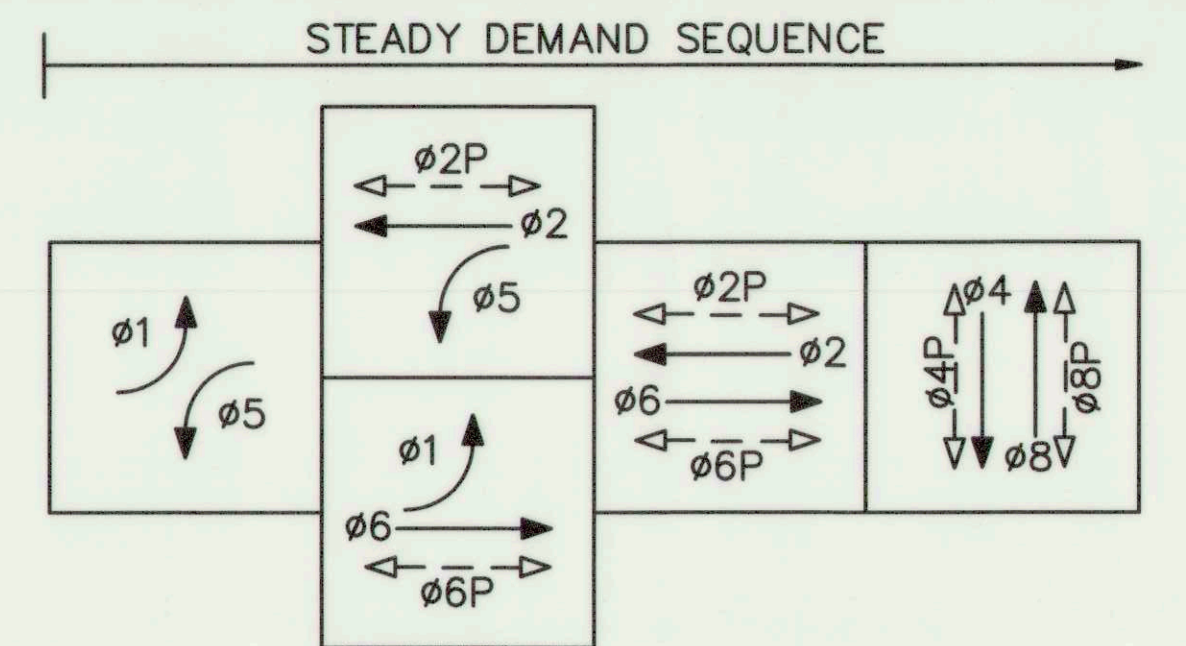 STEADY DEMAND SEQUENCE
ø1
ø5
ø2P
ø2
ø5
ø1
ø6
ø6P
ø2P
ø2
ø6
ø6P
ø4
ø4P
ø8P
ø8